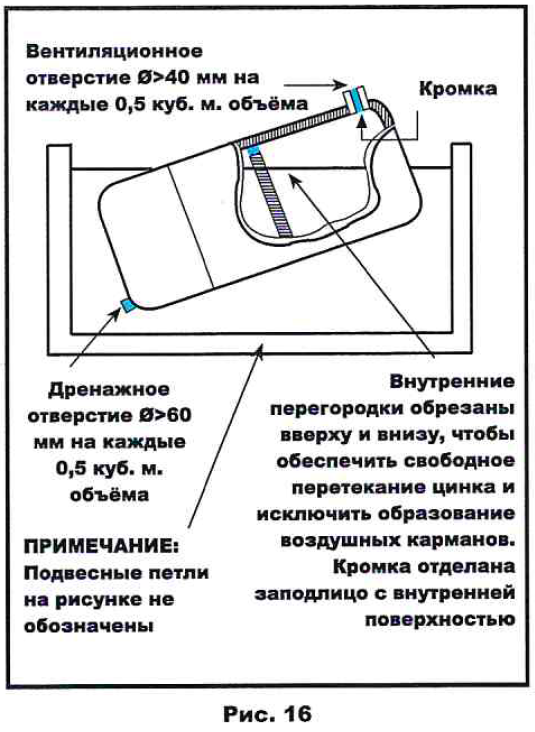 Вентиляционное
отверстие Ø>40 мм на
каждые 0,5 куб. м. объёма
Кромка
Дренажное
отверстие Ø>60
мм на каждые
0,5 куб. м.
объёма
Внутренние
перегородки обрезаны
вверху и внизу, чтобы
обеспечить свободное
перетекание цинка и
исключить образование
воздушных карманов.
Кромка отделана
заподлицо с внутренней
поверхностью
ПРИМЕЧАНИЕ:
Подвесные петли
на рисунке не
обозначены
Рис. 16